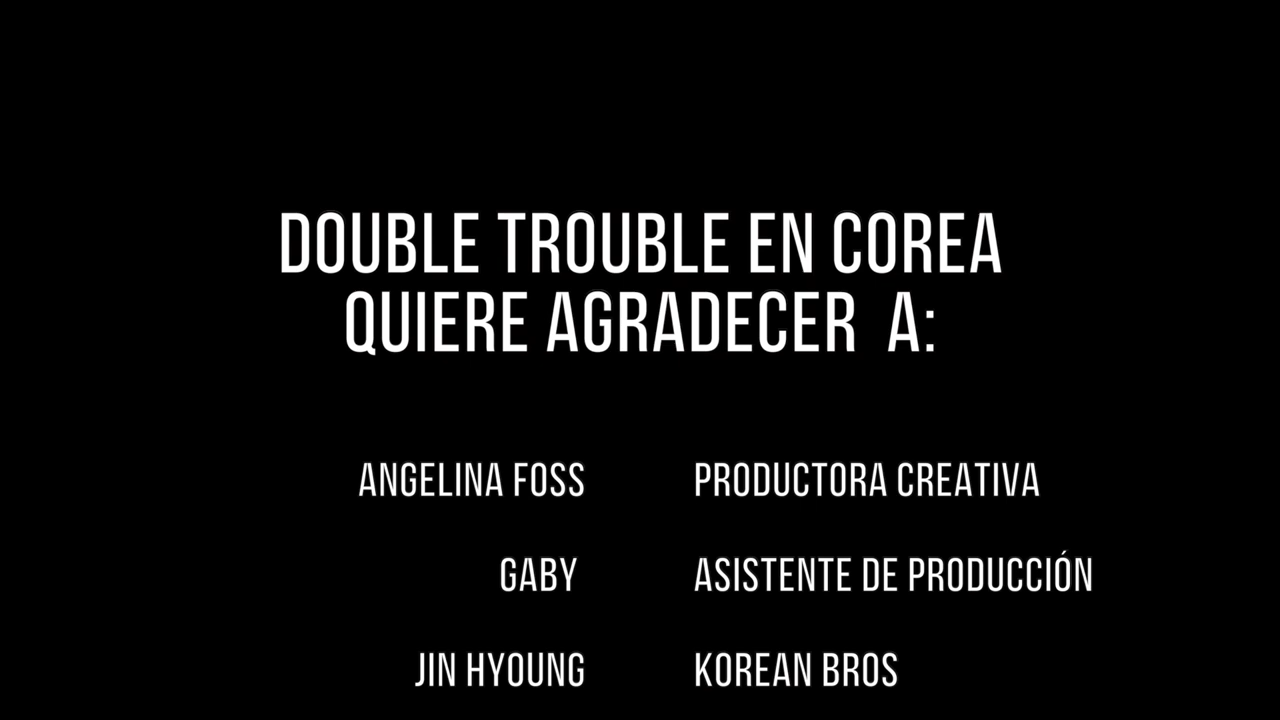 DOUBLE TROUBLE EN COREA
QUIERE AGRADECER A:
ANGELINA FOSS PRODUCTORA CREATIVA
GABY ASISTENTE DE PRODUCCIÓN
JIN HYOUNG KOREAN BROS